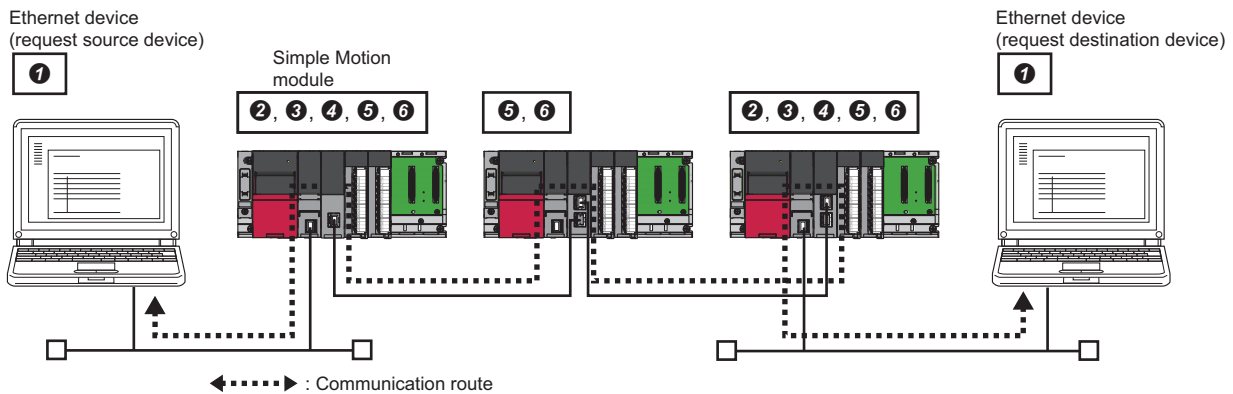 Ethernet device
(request source device)
❶
Simple Motion
module
❷, ❸, ❹, ❺, ❻
❺, ❻
❷, ❸, ❹, ❺, ❻
Ethernet device
(request destination device)
❶
: Communication route